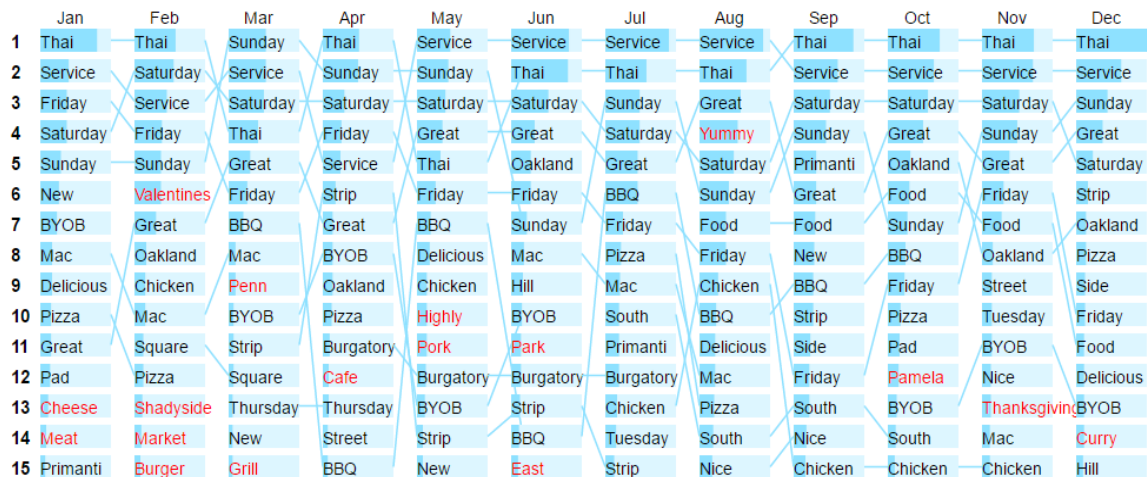 Jan Feb Mar Apr May Jun Jul Aug Sep Oct Nov Dec
1 Thai Thai Sunday Thai Service Service Service Service Thai Thai Thai Thai
2 Service Saturday Service Sunday Sunday Thai Thai Thai Service Service Service Service
3 Friday Service Saturday Saturday Saturday Saturday Sunday Great Saturday Saturday Saturday Sunday
4 Saturday Friday Thai Friday Great Great Saturday Yummy Sunday Great Sunday Great
5 Sunday Sunday Great Service Thai Oakland Great Saturday Primanti Oakland Great Saturday
6 New Valentines Friday Strip Friday Friday BBQ Sunday Great Food Friday Strip
7 BYOB Great BBQ Great BBQ Sunday Friday Food Food Sunday Food Oakland
8 Mac Oakland Mac BYOB Delicious Mac Pizza Friday New BBQ Oakland Pizza
9 Delicious Chicken Penn Oakland Chicken Hill Mac Chicken BBQ Friday Street Side
10 Pizza Mac BYOB Pizza Highly BYOB South BBQ Strip Pizza Tuesday Friday
11 Great Square Strip Burgatory Pork Park Primanti Delicious Side Pad BYOB Food
12 Pad Pizza Square Cafe Burgatory Burgatory Burgatory Mac Friday Pamela Nice Delicious
13 Cheese Shadyside Thursday Thursday BYOB Strip Chicken Pizza South BYOB Thanksgiving BYOB
14 Meat Market New Street Strip BBQ Tuesday South Nice South Mac Curry
15 Primanti Burger Grill BBQ New East Strip Nice Chicken Chicken Chicken Hill